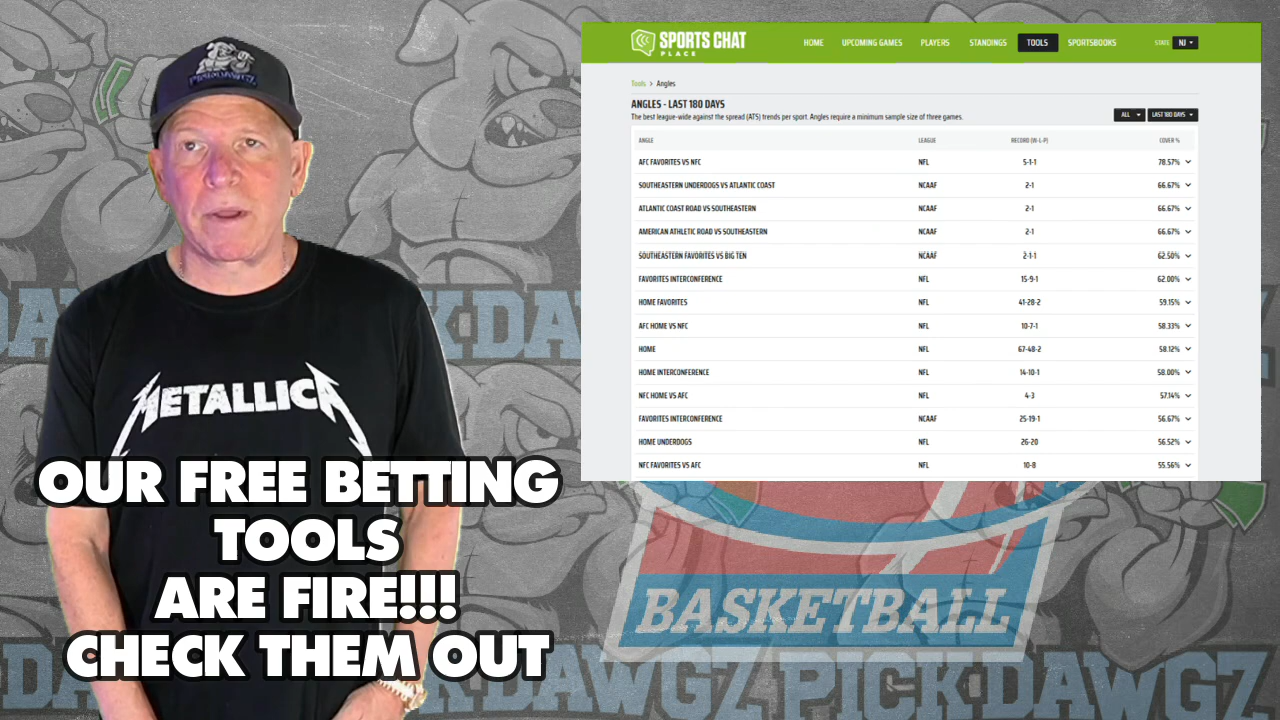 PICKDAWGZ
METALLICA
OUR FREE BETTING
TOOLS
ARE FIRE!!!
CHECK THEM OUT
SPORTS CHAT
PLACE
HOME UPCOMING GAMES PLAYERS STANDINGS TOOLS SPORTSBOOKS STATE NJ
Tools > Angles
ANGLES - LAST 180 DAYS
The best league-wide against the spread (ATS) trends per sport. Angles require a minimum sample size of three games.
ALL LAST 180 DAYS
ANGLE LEAGUE RECORD (W-L-P) COVER %
AFC FAVORITES VS NFC NFL 5-1-1 78.57%
SOUTHEASTERN UNDERDOGS VS ATLANTIC COAST NCAAF 2-1 66.67%
ATLANTIC COAST ROAD VS SOUTHEASTERN NCAAF 2-1 66.67%
AMERICAN ATHLETIC ROAD VS SOUTHEASTERN NCAAF 2-1 66.67%
SOUTHEASTERN FAVORITES VS BIG TEN NCAAF 2-1-1 62.50%
FAVORITES INTERCONFERENCE NFL 15-9-1 62.00%
HOME FAVORITES NFL 41-28-2 59.15%
AFC HOME VS NFC NFL 10-7-1 58.33%
HOME NFL 67-48-2 58.12%
HOME INTERCONFERENCE NFL 14-10-1 58.00%
NFC HOME VS AFC NFL 4-3 57.14%
FAVORITES INTERCONFERENCE NCAAF 25-19-1 56.67%
HOME UNDERDOGS NFL 26-20 56.52%
NFC FAVORITES VS AFC NFL 10-8 55.56%
BASKETBALL
PICKDAWGZ